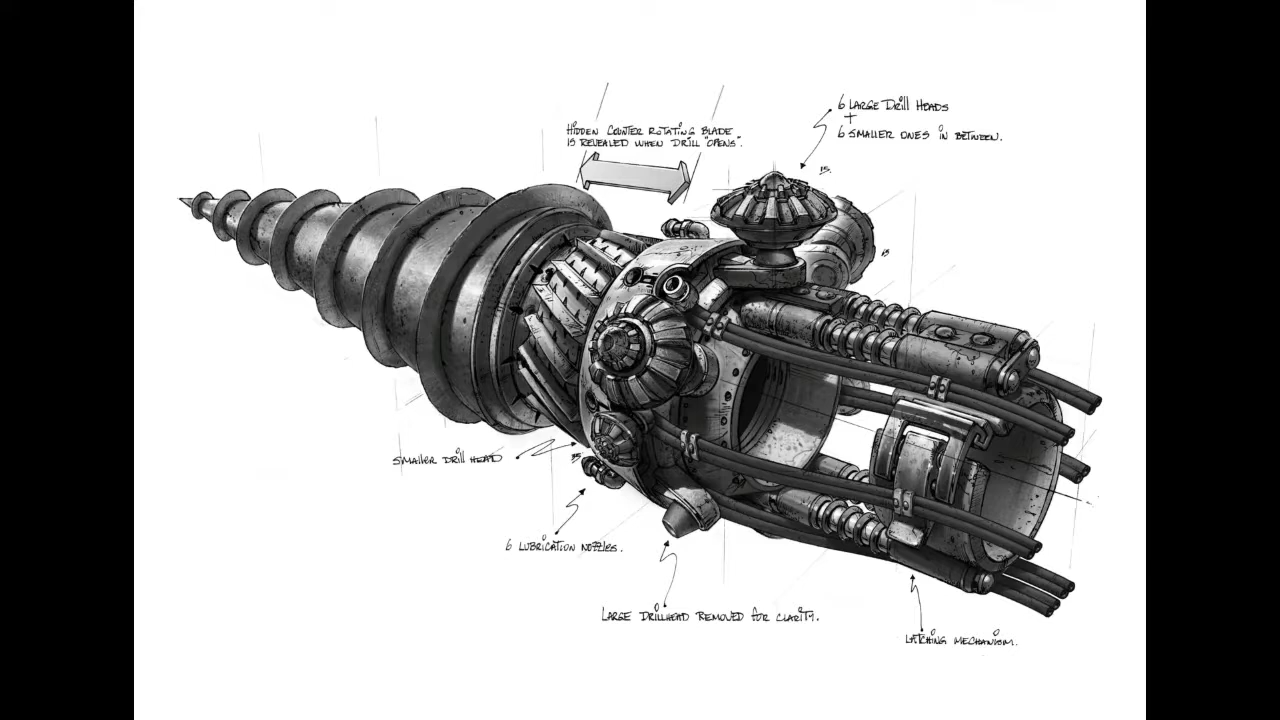 6 LARGE DRILL HEADS
+
6 SMALLER ONES IN BETWEEN.
HIDDEN COUNTER ROTATING BLADE
IS REVEALED WHEN DRILL "OPENS".
SMALLER DRILL HEAD
6 LUBRICATION NOZZLES.
LARGE DRILLHEAD REMOVED FOR CLARITY.
LATCHING MECHANISM.